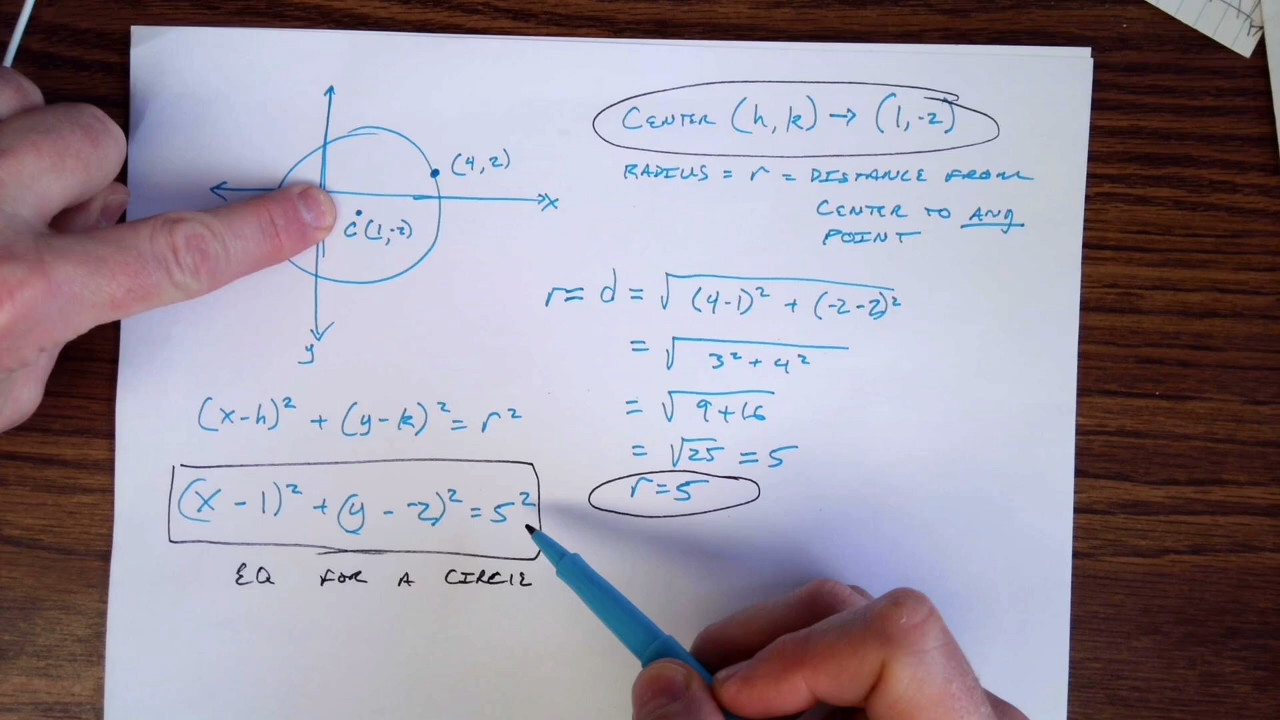 CENTER (h, k) → (1, -2)
RADIUS = r = DISTANCE FROM
CENTER TO ANY
POINT
(4, 2)
x
C (1, -2)
y
r = d = √((4-1)² + (-2-2)²)
= √(3² + 4²)
= √(9+16)
= √25 = 5
r = 5
(x-h)² + (y-k)² = r²
(x - 1)² + (y - -2)² = 5²
EQ FOR A CIRCLE